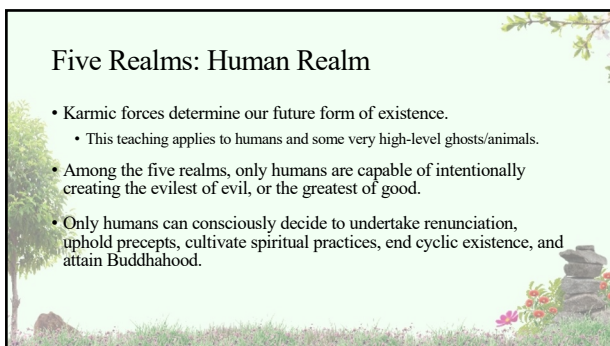 Five Realms: Human Realm
• Karmic forces determine our future form of existence.
• This teaching applies to humans and some very high-level ghosts/animals.
• Among the five realms, only humans are capable of intentionally
creating the evilest of evil, or the greatest of good.
• Only humans can consciously decide to undertake renunciation,
uphold precepts, cultivate spiritual practices, end cyclic existence, and
attain Buddhahood.